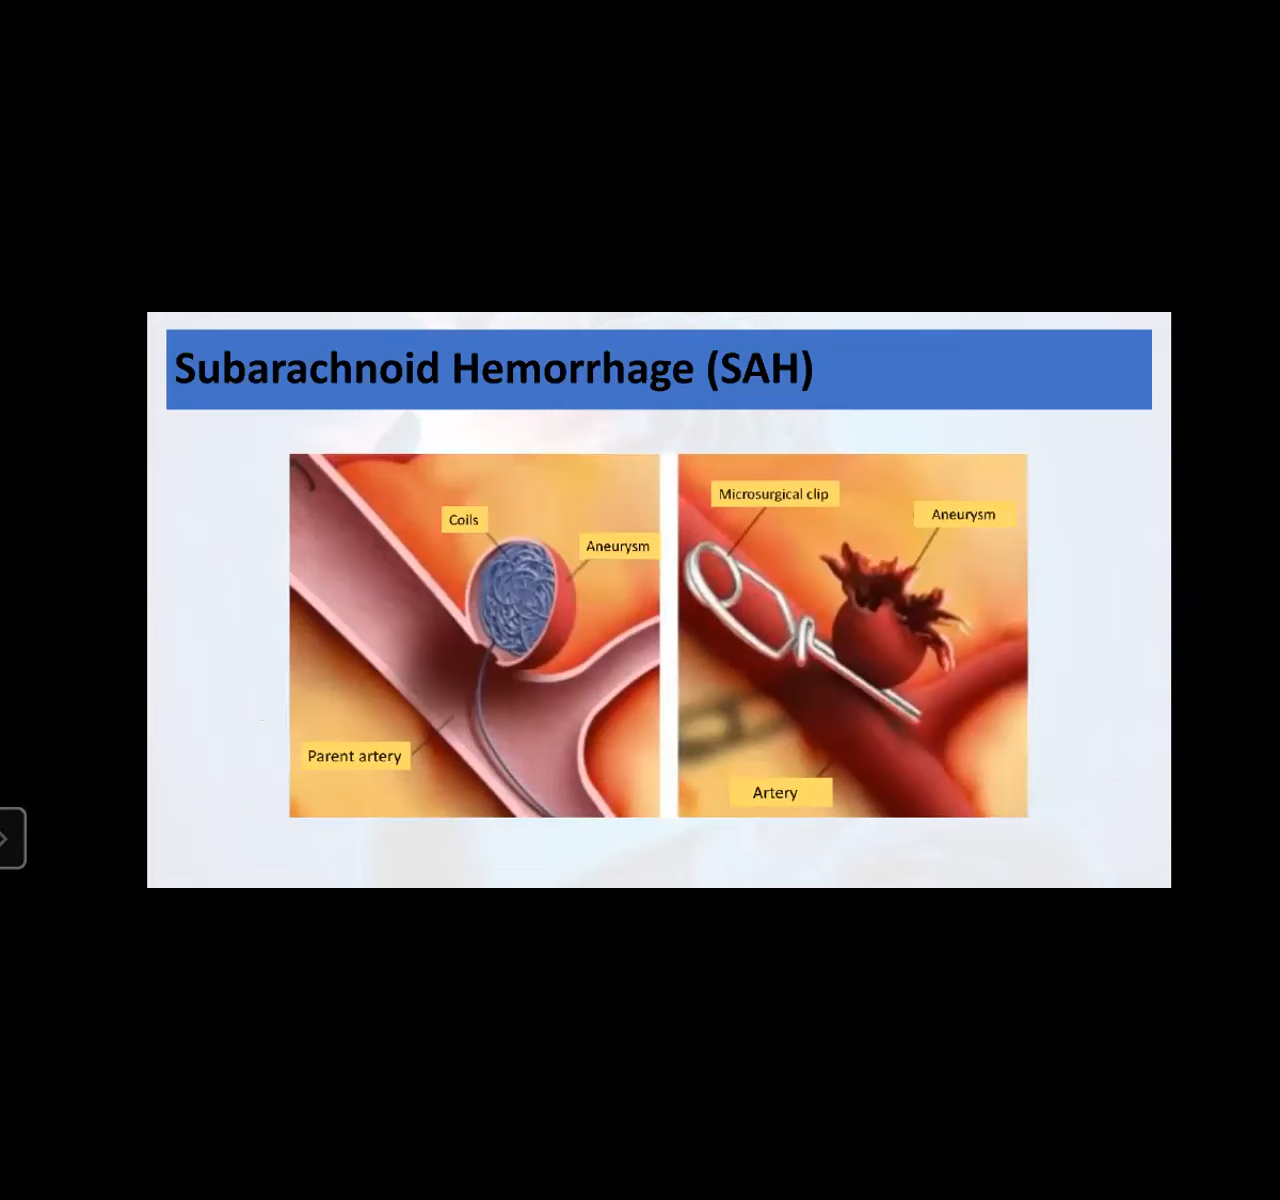 Subarachnoid Hemorrhage (SAH)
Coils
Aneurysm
Parent artery
Microsurgical clip
Aneurysm
Artery